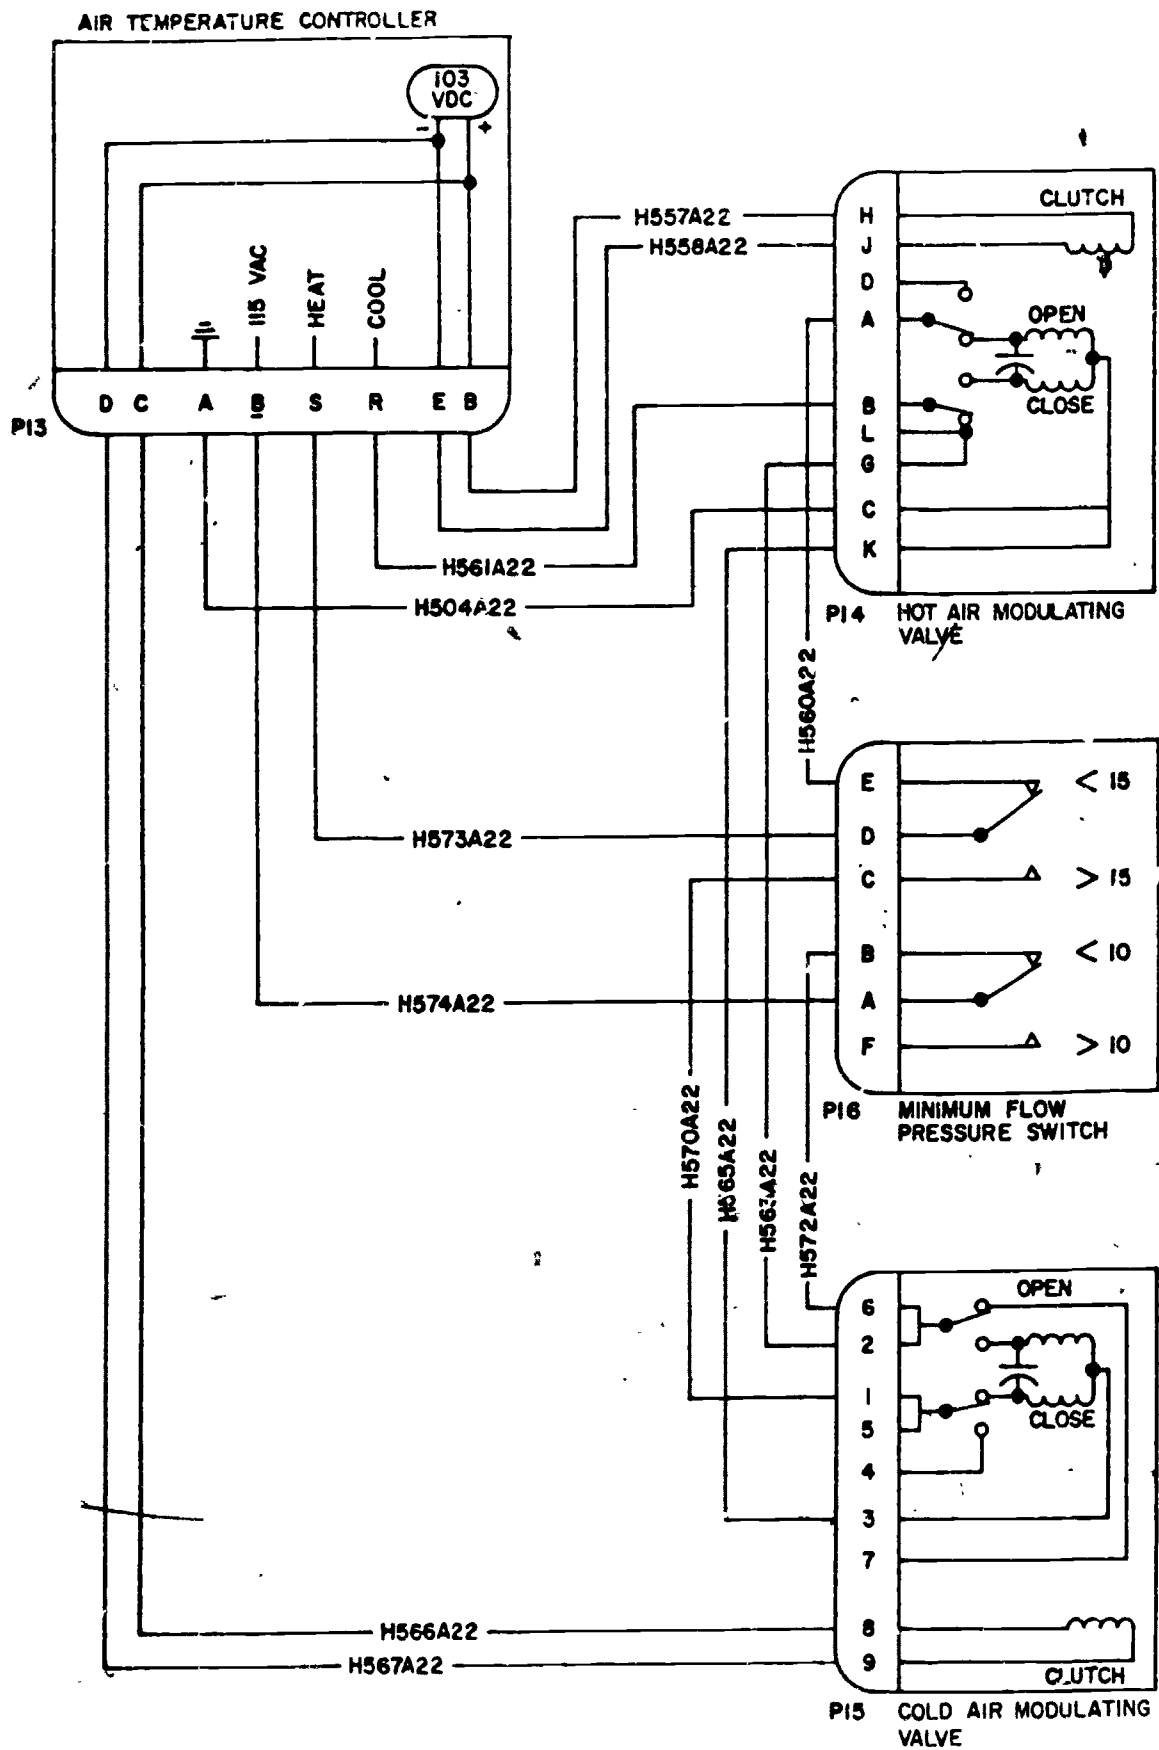 AIR TEMPERATURE CONTROLLER
103
VDC
- +
115 VAC
HEAT
COOL
D C A B S R E B
P13
H557A22
H558A22
H561A22
H504A22
H560A22
H573A22
H574A22
H570A22
H565A22
H572A22
H566A22
H567A22
CLUTCH
H
J
D
A
OPEN
B
CLOSE
L
G
C
K
P14 HOT AIR MODULATING
VALVE
E < 15
D
C > 15
B < 10
A
F > 10
P16 MINIMUM FLOW
PRESSURE SWITCH
OPEN
6
2
1
5
CLOSE
4
3
7
8
9
CLUTCH
P15 COLD AIR MODULATING
VALVE